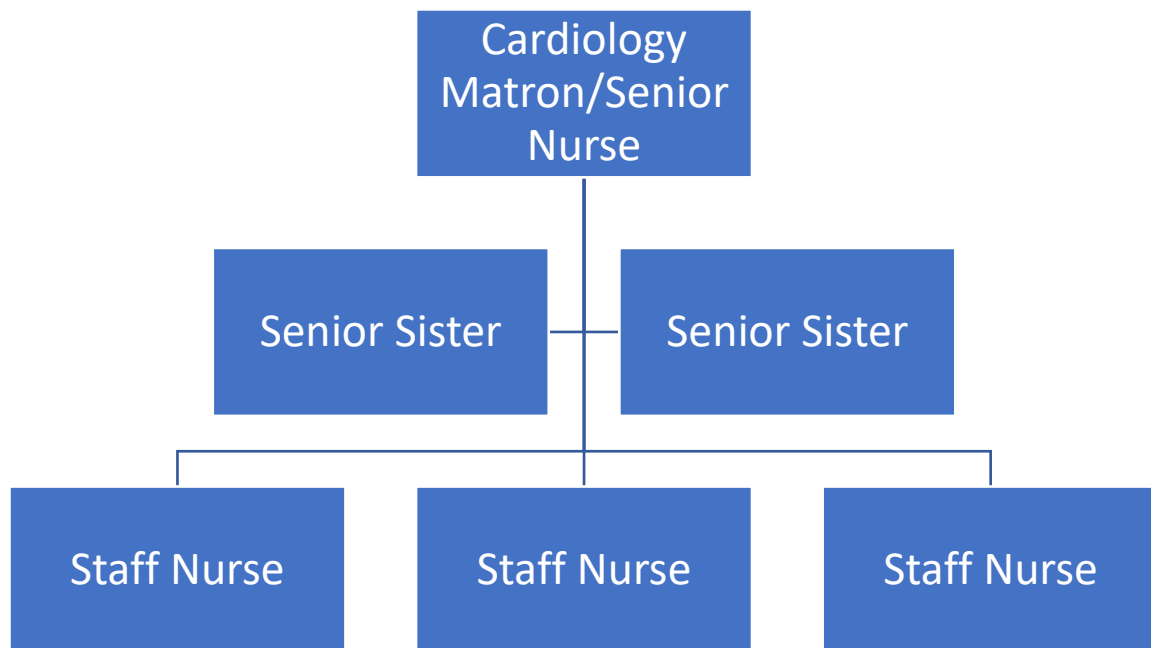 Cardiology
Matron/Senior
Nurse
Senior Sister
Senior Sister
Staff Nurse
Staff Nurse
Staff Nurse